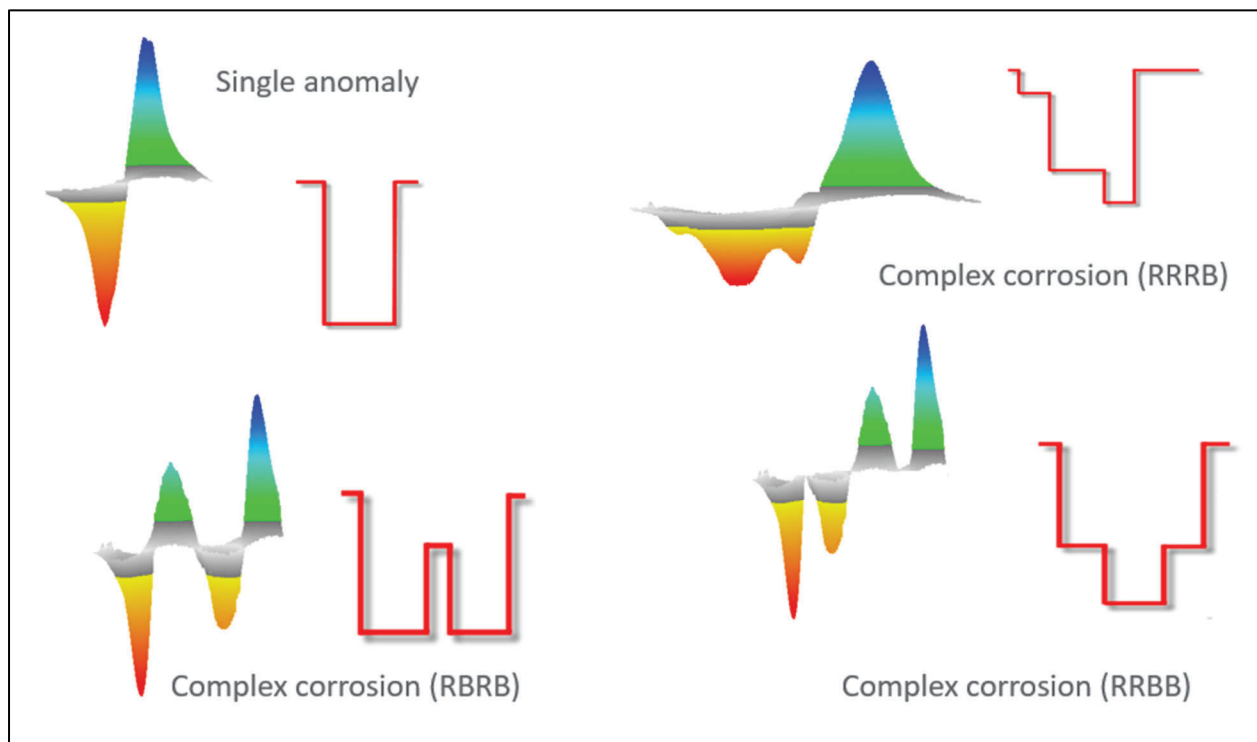 Single anomaly
Complex corrosion (RRRB)
Complex corrosion (RBRB)
Complex corrosion (RRBB)